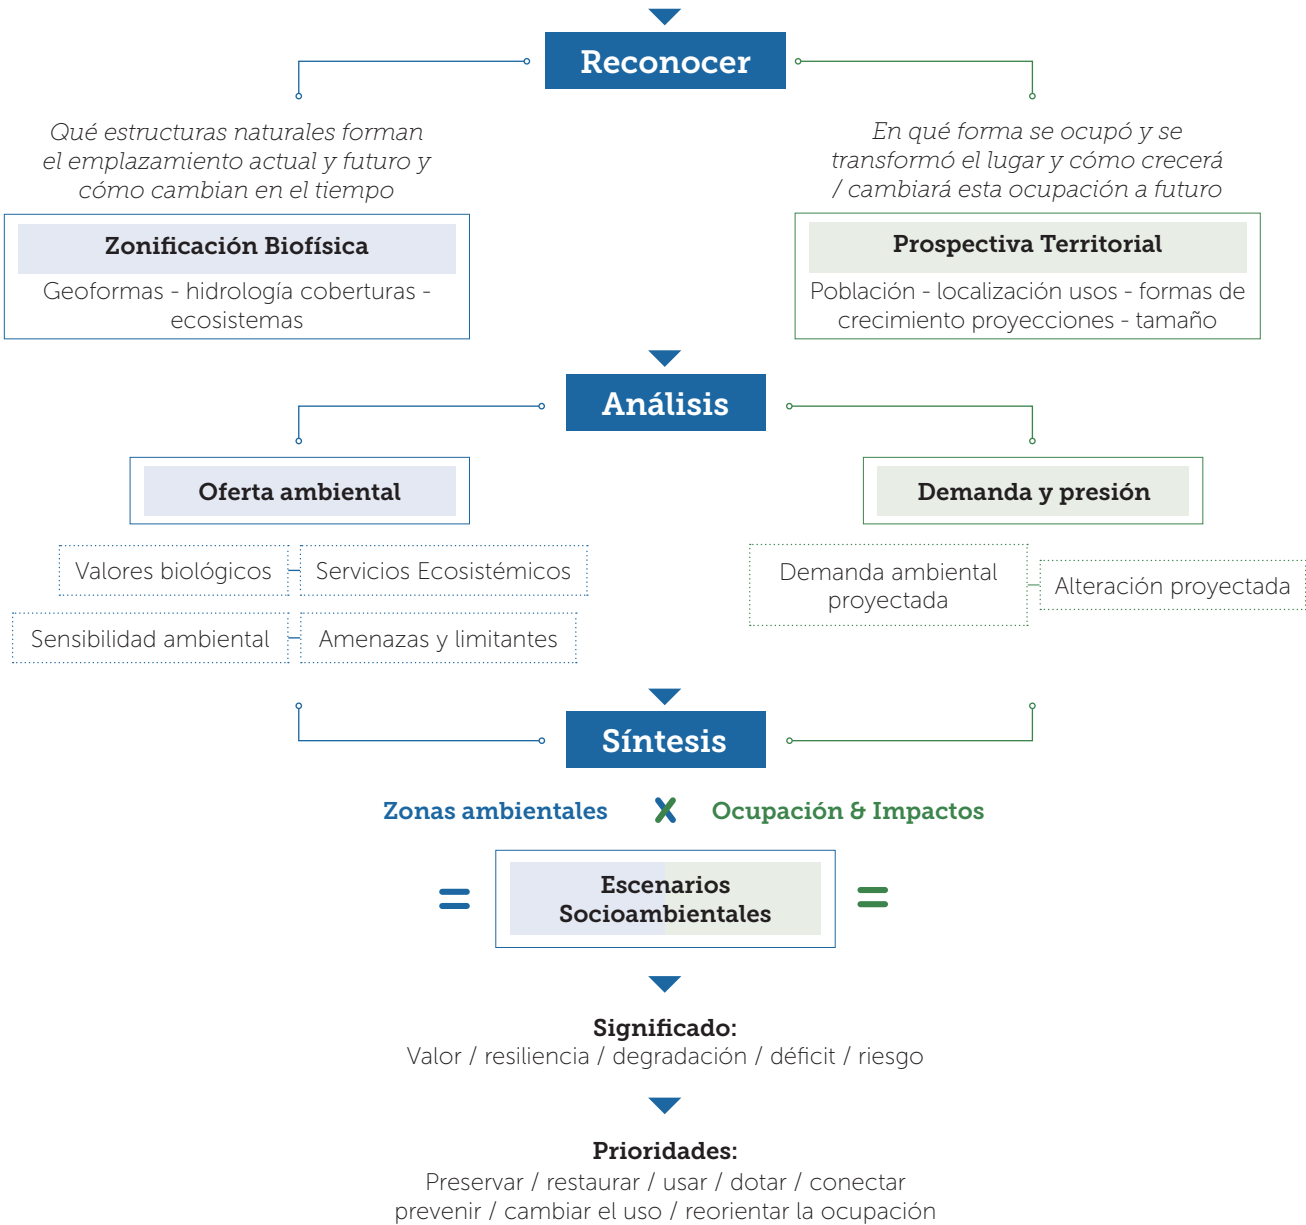 Reconocer
Qué estructuras naturales forman
el emplazamiento actual y futuro y
cómo cambian en el tiempo
En qué forma se ocupó y se
transformó el lugar y cómo crecerá
/ cambiará esta ocupación a futuro
Zonificación Biofísica
Geoformas - hidrología coberturas -
ecosistemas
Prospectiva Territorial
Población - localización usos - formas de
crecimiento proyecciones - tamaño
Análisis
Oferta ambiental
Demanda y presión
Valores biológicos
Servicios Ecosistémicos
Sensibilidad ambiental
Amenazas y limitantes
Demanda ambiental
proyectada
Alteración proyectada
Síntesis
Zonas ambientales X Ocupación & Impactos
= Escenarios
Socioambientales =
Significado:
Valor / resiliencia / degradación / déficit / riesgo
Prioridades:
Preservar / restaurar / usar / dotar / conectar
prevenir / cambiar el uso / reorientar la ocupación